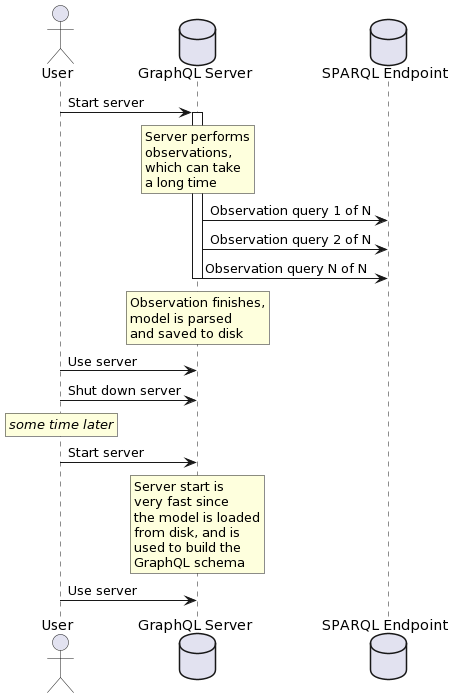 User
GraphQL Server
SPARQL Endpoint
Start server
Server performs
observations,
which can take
a long time
Observation query 1 of N
Observation query 2 of N
Observation query N of N
Observation finishes,
model is parsed
and saved to disk
Use server
Shut down server
some time later
Start server
Server start is
very fast since
the model is loaded
from disk, and is
used to build the
GraphQL schema
Use server
User
GraphQL Server
SPARQL Endpoint